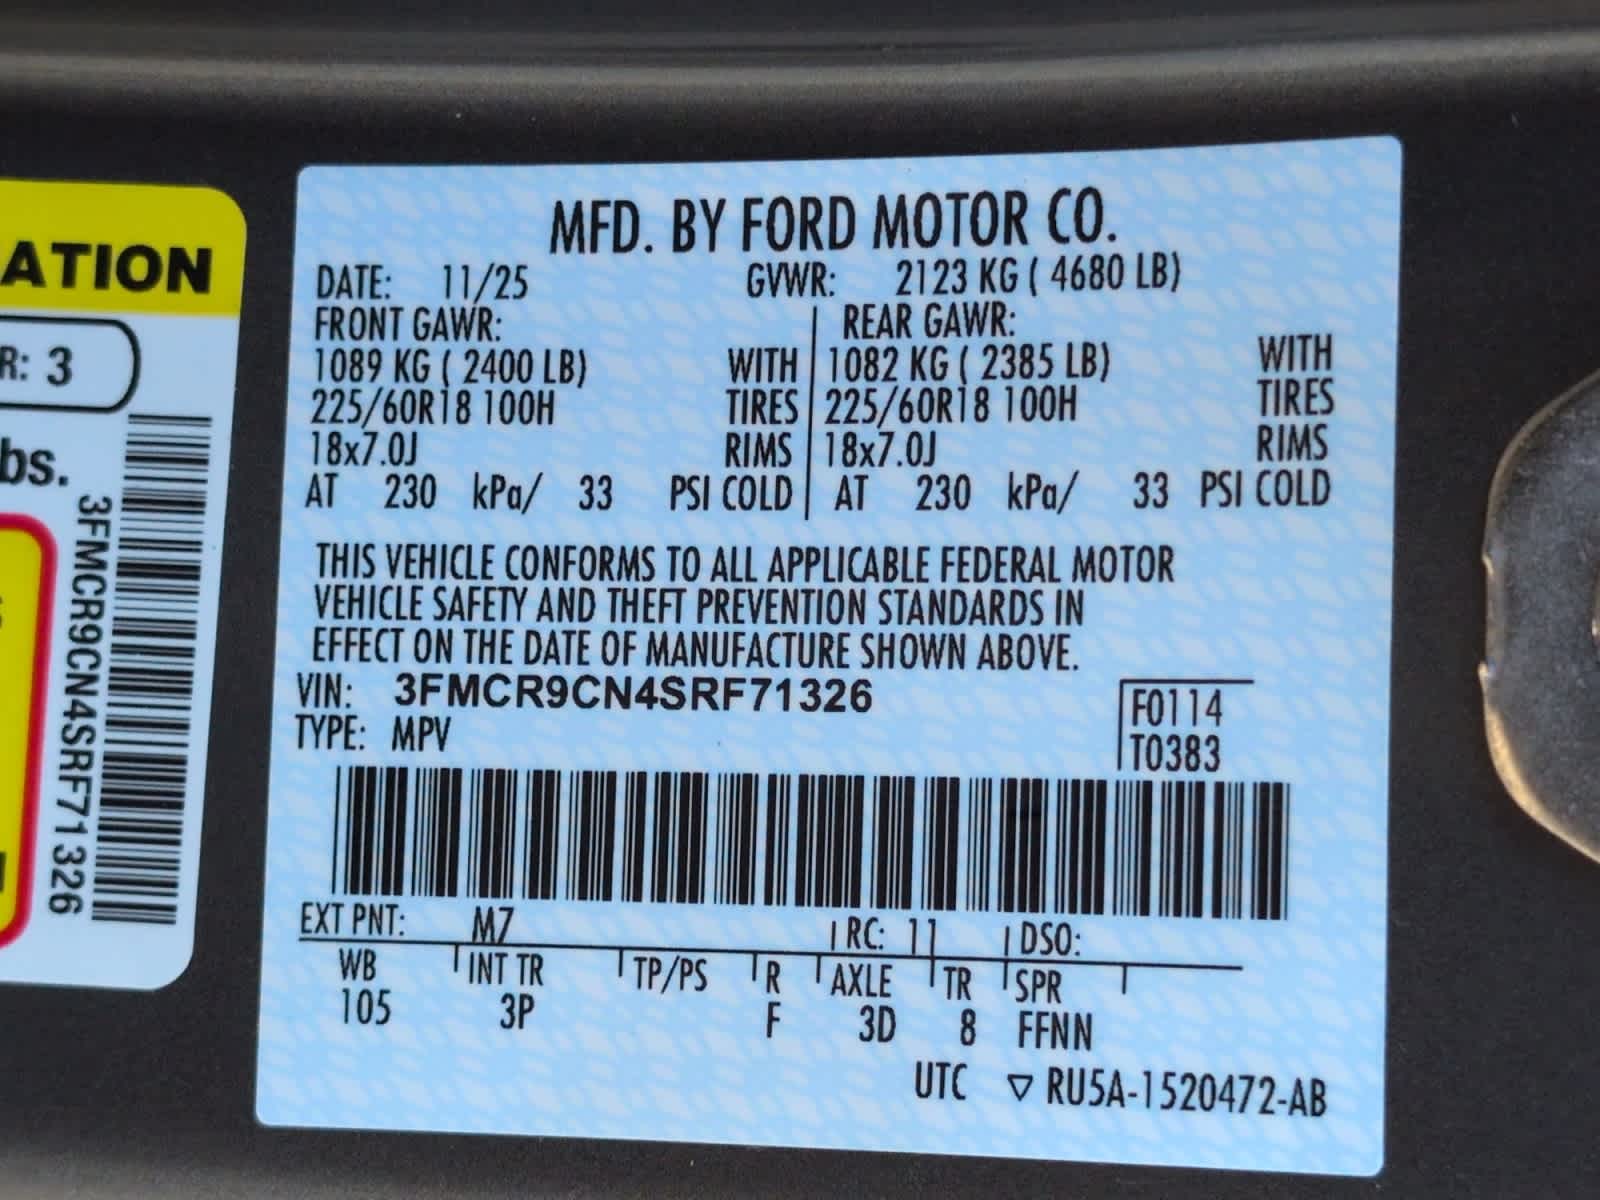 ATION
R: 3
bs.
3FMCR9CN4SRF71326
MFD. BY FORD MOTOR CO.
DATE: 11/25 GVWR: 2123 KG ( 4680 LB)
FRONT GAWR: REAR GAWR:
1089 KG ( 2400 LB) WITH 1082 KG ( 2385 LB) WITH
225/60R18 100H TIRES 225/60R18 100H TIRES
18x7.0J RIMS 18x7.0J RIMS
AT 230 kPa/ 33 PSI COLD AT 230 kPa/ 33 PSI COLD
THIS VEHICLE CONFORMS TO ALL APPLICABLE FEDERAL MOTOR
VEHICLE SAFETY AND THEFT PREVENTION STANDARDS IN
EFFECT ON THE DATE OF MANUFACTURE SHOWN ABOVE.
VIN: 3FMCR9CN4SRF71326 F0114
TYPE: MPV T0383
EXT PNT: M7 RC: 11 DSO:
WB INT TR TP/PS R AXLE TR SPR
105 3P F 3D 8 FFNN
UTC ▽ RU5A-1520472-AB